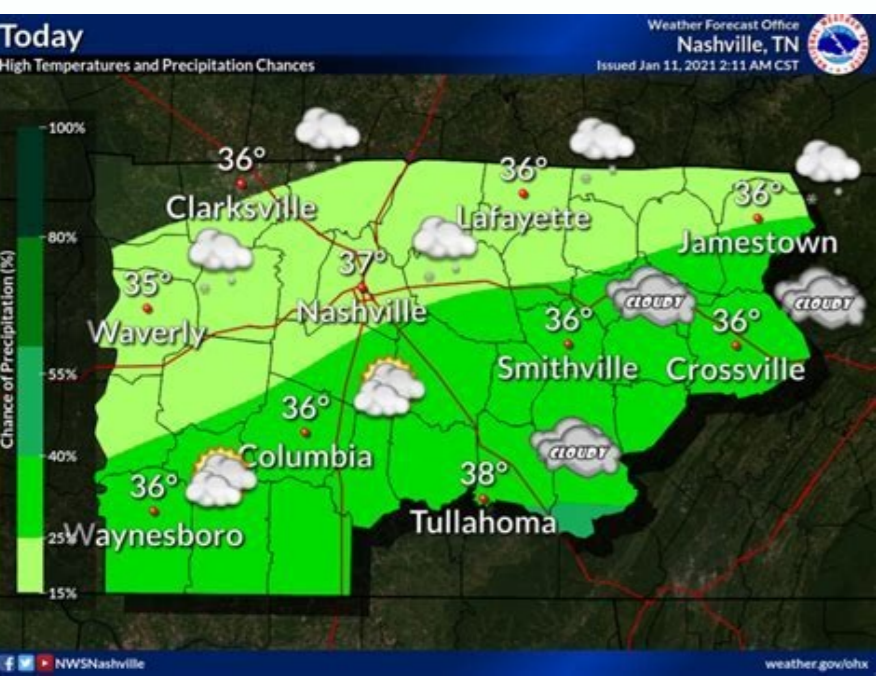 Today
Weather Forecast Office
Nashville, TN
High Temperatures and Precipitation Chances
Issued Jan 11, 2021 2:11 AM CST
100%
80%
55%
40%
25%
15%
Chance of Precipitation (%)
36°
Clarksville
36°
Lafayette
36°
Jamestown
35°
Waverly
37°
Nashville
CLOUDY
CLOUDY
36°
Smithville
36°
Crossville
36°
Columbia
CLOUDY
36°
Waynesboro
38°
Tullahoma
NWSNashville
weather.gov/ohx